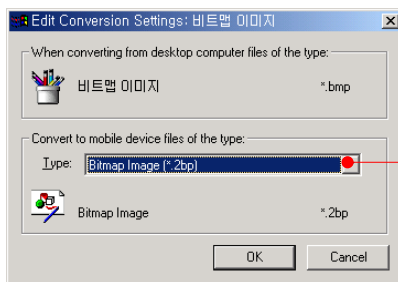 Edit Conversion Settings: 비트맵 이미지
When converting from desktop computer files of the type:
비트맵 이미지 *.bmp
Convert to mobile device files of the type:
Type: Bitmap Image (*.2bp)
Bitmap Image *.2bp
OK Cancel